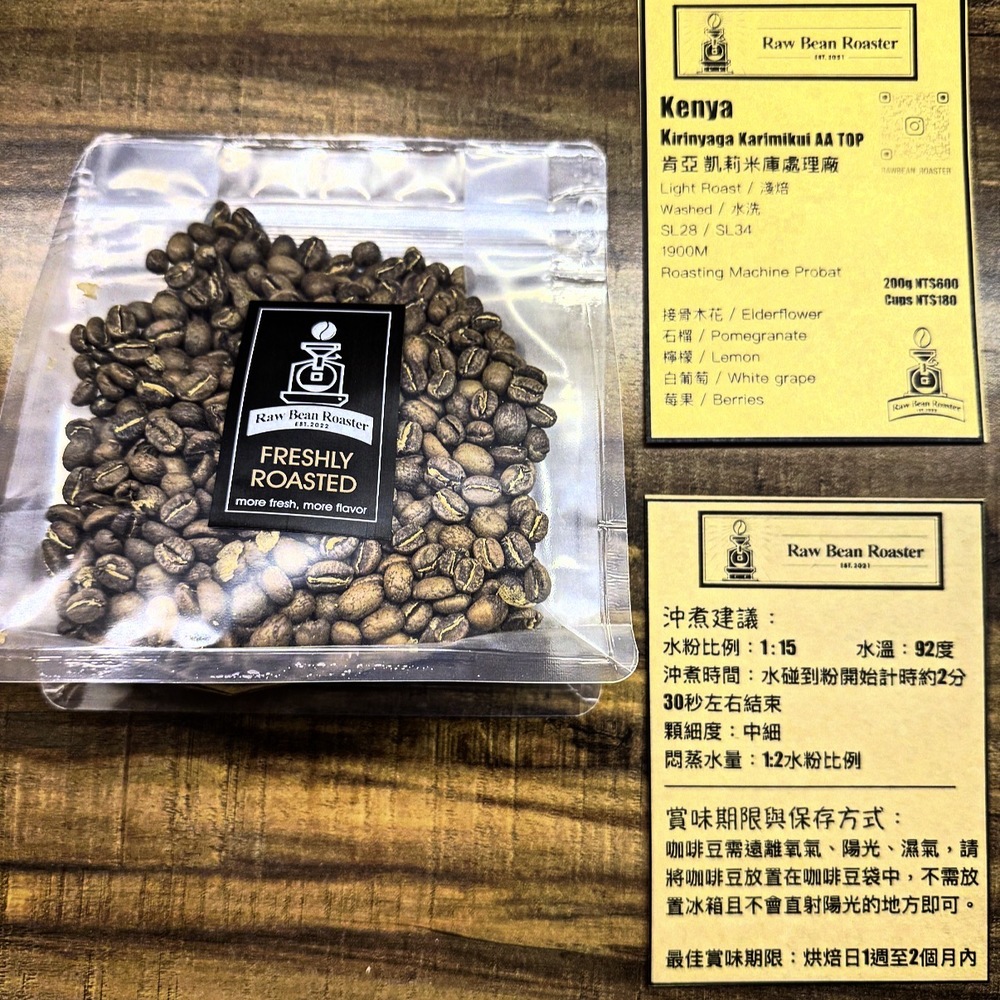 Raw Bean Roaster
EST.2022
FRESHLY
ROASTED
more fresh, more flavor
Raw Bean Roaster
EST.2021
Kenya
Kirinyaga Karimikui AA TOP
肯亞 凱莉米庫處理廠
Light Roast / 淺焙
Washed / 水洗
SL28 / SL34
1900M
Roasting Machine Probat
RAWBEAN_ROASTER
200g NT$600
Cups NT$180
接骨木花 / Elderflower
石榴 / Pomegranate
檸檬 / Lemon
白葡萄 / White grape
莓果 / Berries
Raw Bean Roaster
Raw Bean Roaster
EST.2021
沖煮建議：
水粉比例：1:15 水溫：92度
沖煮時間：水碰到粉開始計時約2分
30秒左右結束
顆細度：中細
悶蒸水量：1:2水粉比例
賞味期限與保存方式：
咖啡豆需遠離氧氣、陽光、濕氣，請
將咖啡豆放置在咖啡豆袋中，不需放
置冰箱且不會直射陽光的地方即可。
最佳賞味期限：烘焙日1週至2個月內